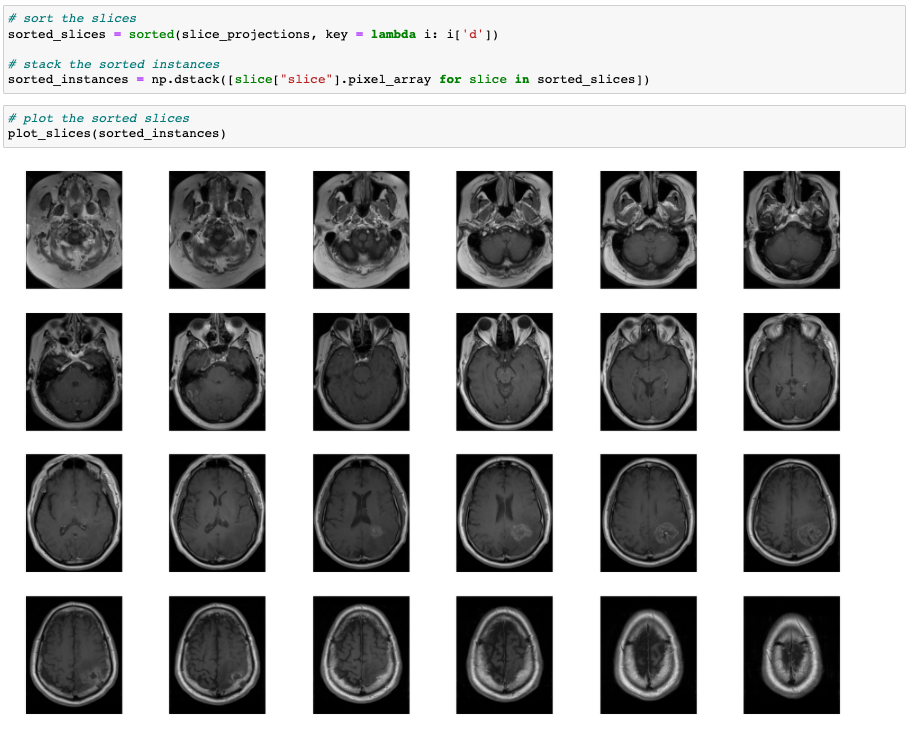 # sort the slices
sorted_slices = sorted(slice_projections, key = lambda i: i['d'])
# stack the sorted instances
sorted_instances = np.dstack([slice["slice"].pixel_array for slice in sorted_slices])
# plot the sorted slices
plot_slices(sorted_instances)